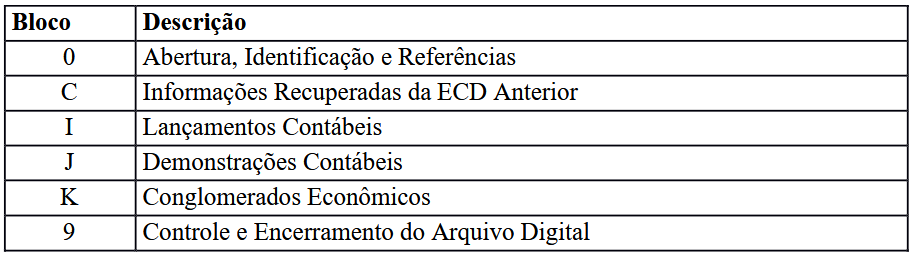 Bloco Descrição
0 Abertura, Identificação e Referências
C Informações Recuperadas da ECD Anterior
I Lançamentos Contábeis
J Demonstrações Contábeis
K Conglomerados Econômicos
9 Controle e Encerramento do Arquivo Digital